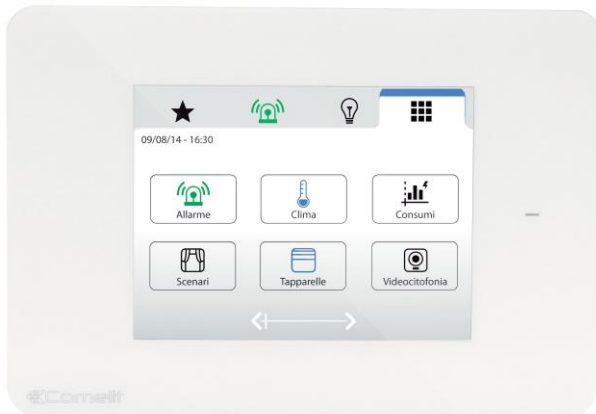 09/08/14 - 16:30
Allarme
Clima
Consumi
Scenari
Tapparelle
Videocitofonia
Comelit